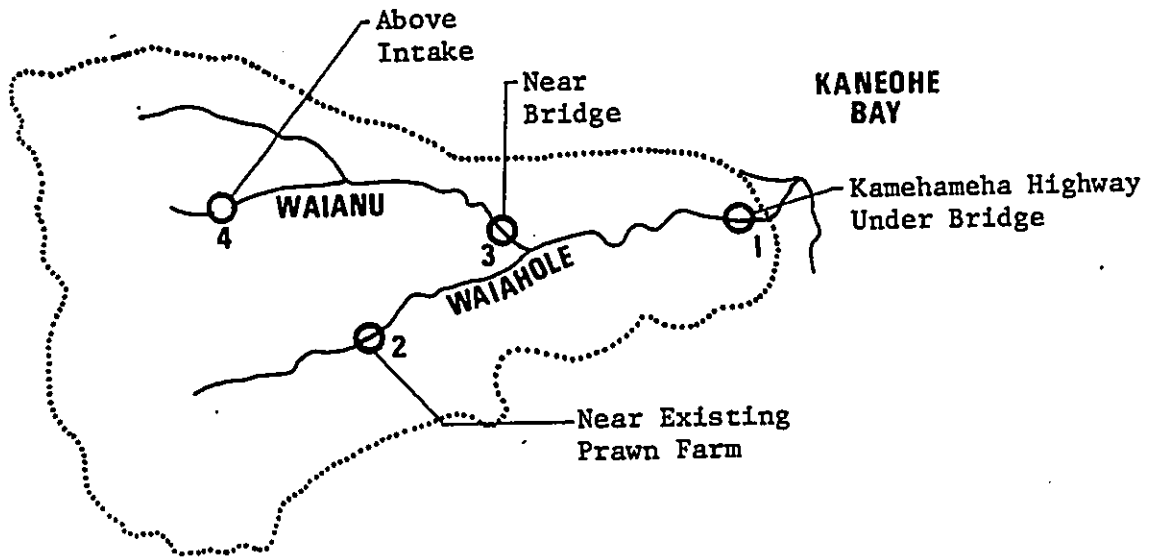 Above
Intake
Near
Bridge
KANEOHE
BAY
Kamehameha Highway
Under Bridge
WAIANU
4
3
1
WAIAHOLE
2
Near Existing
Prawn Farm